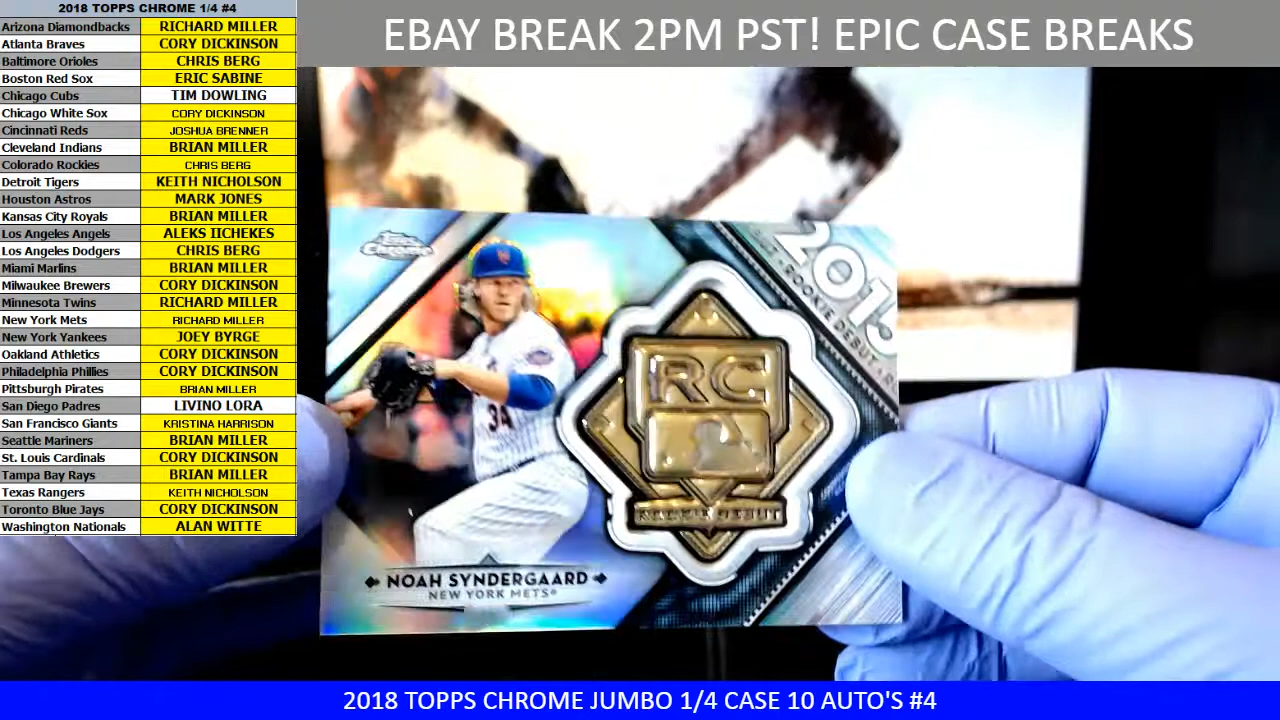 2018 TOPPS CHROME 1/4 #4
Arizona Diamondbacks RICHARD MILLER
Atlanta Braves CORY DICKINSON
Baltimore Orioles CHRIS BERG
Boston Red Sox ERIC SABINE
Chicago Cubs TIM DOWLING
Chicago White Sox CORY DICKINSON
Cincinnati Reds JOSHUA BRENNER
Cleveland Indians BRIAN MILLER
Colorado Rockies CHRIS BERG
Detroit Tigers KEITH NICHOLSON
Houston Astros MARK JONES
Kansas City Royals BRIAN MILLER
Los Angeles Angels ALEKS IICHEKES
Los Angeles Dodgers CHRIS BERG
Miami Marlins BRIAN MILLER
Milwaukee Brewers CORY DICKINSON
Minnesota Twins RICHARD MILLER
New York Mets RICHARD MILLER
New York Yankees JOEY BYRGE
Oakland Athletics CORY DICKINSON
Philadelphia Phillies CORY DICKINSON
Pittsburgh Pirates BRIAN MILLER
San Diego Padres LIVINO LORA
San Francisco Giants KRISTINA HARRISON
Seattle Mariners BRIAN MILLER
St. Louis Cardinals CORY DICKINSON
Tampa Bay Rays BRIAN MILLER
Texas Rangers KEITH NICHOLSON
Toronto Blue Jays CORY DICKINSON
Washington Nationals ALAN WITTE
EBAY BREAK 2PM PST! EPIC CASE BREAKS
Topps Chrome
2015
ROOKIE DEBUT
RC
ROOKIE DEBUT
34
NOAH SYNDERGAARD
NEW YORK METS®
2018 TOPPS CHROME JUMBO 1/4 CASE 10 AUTO'S #4